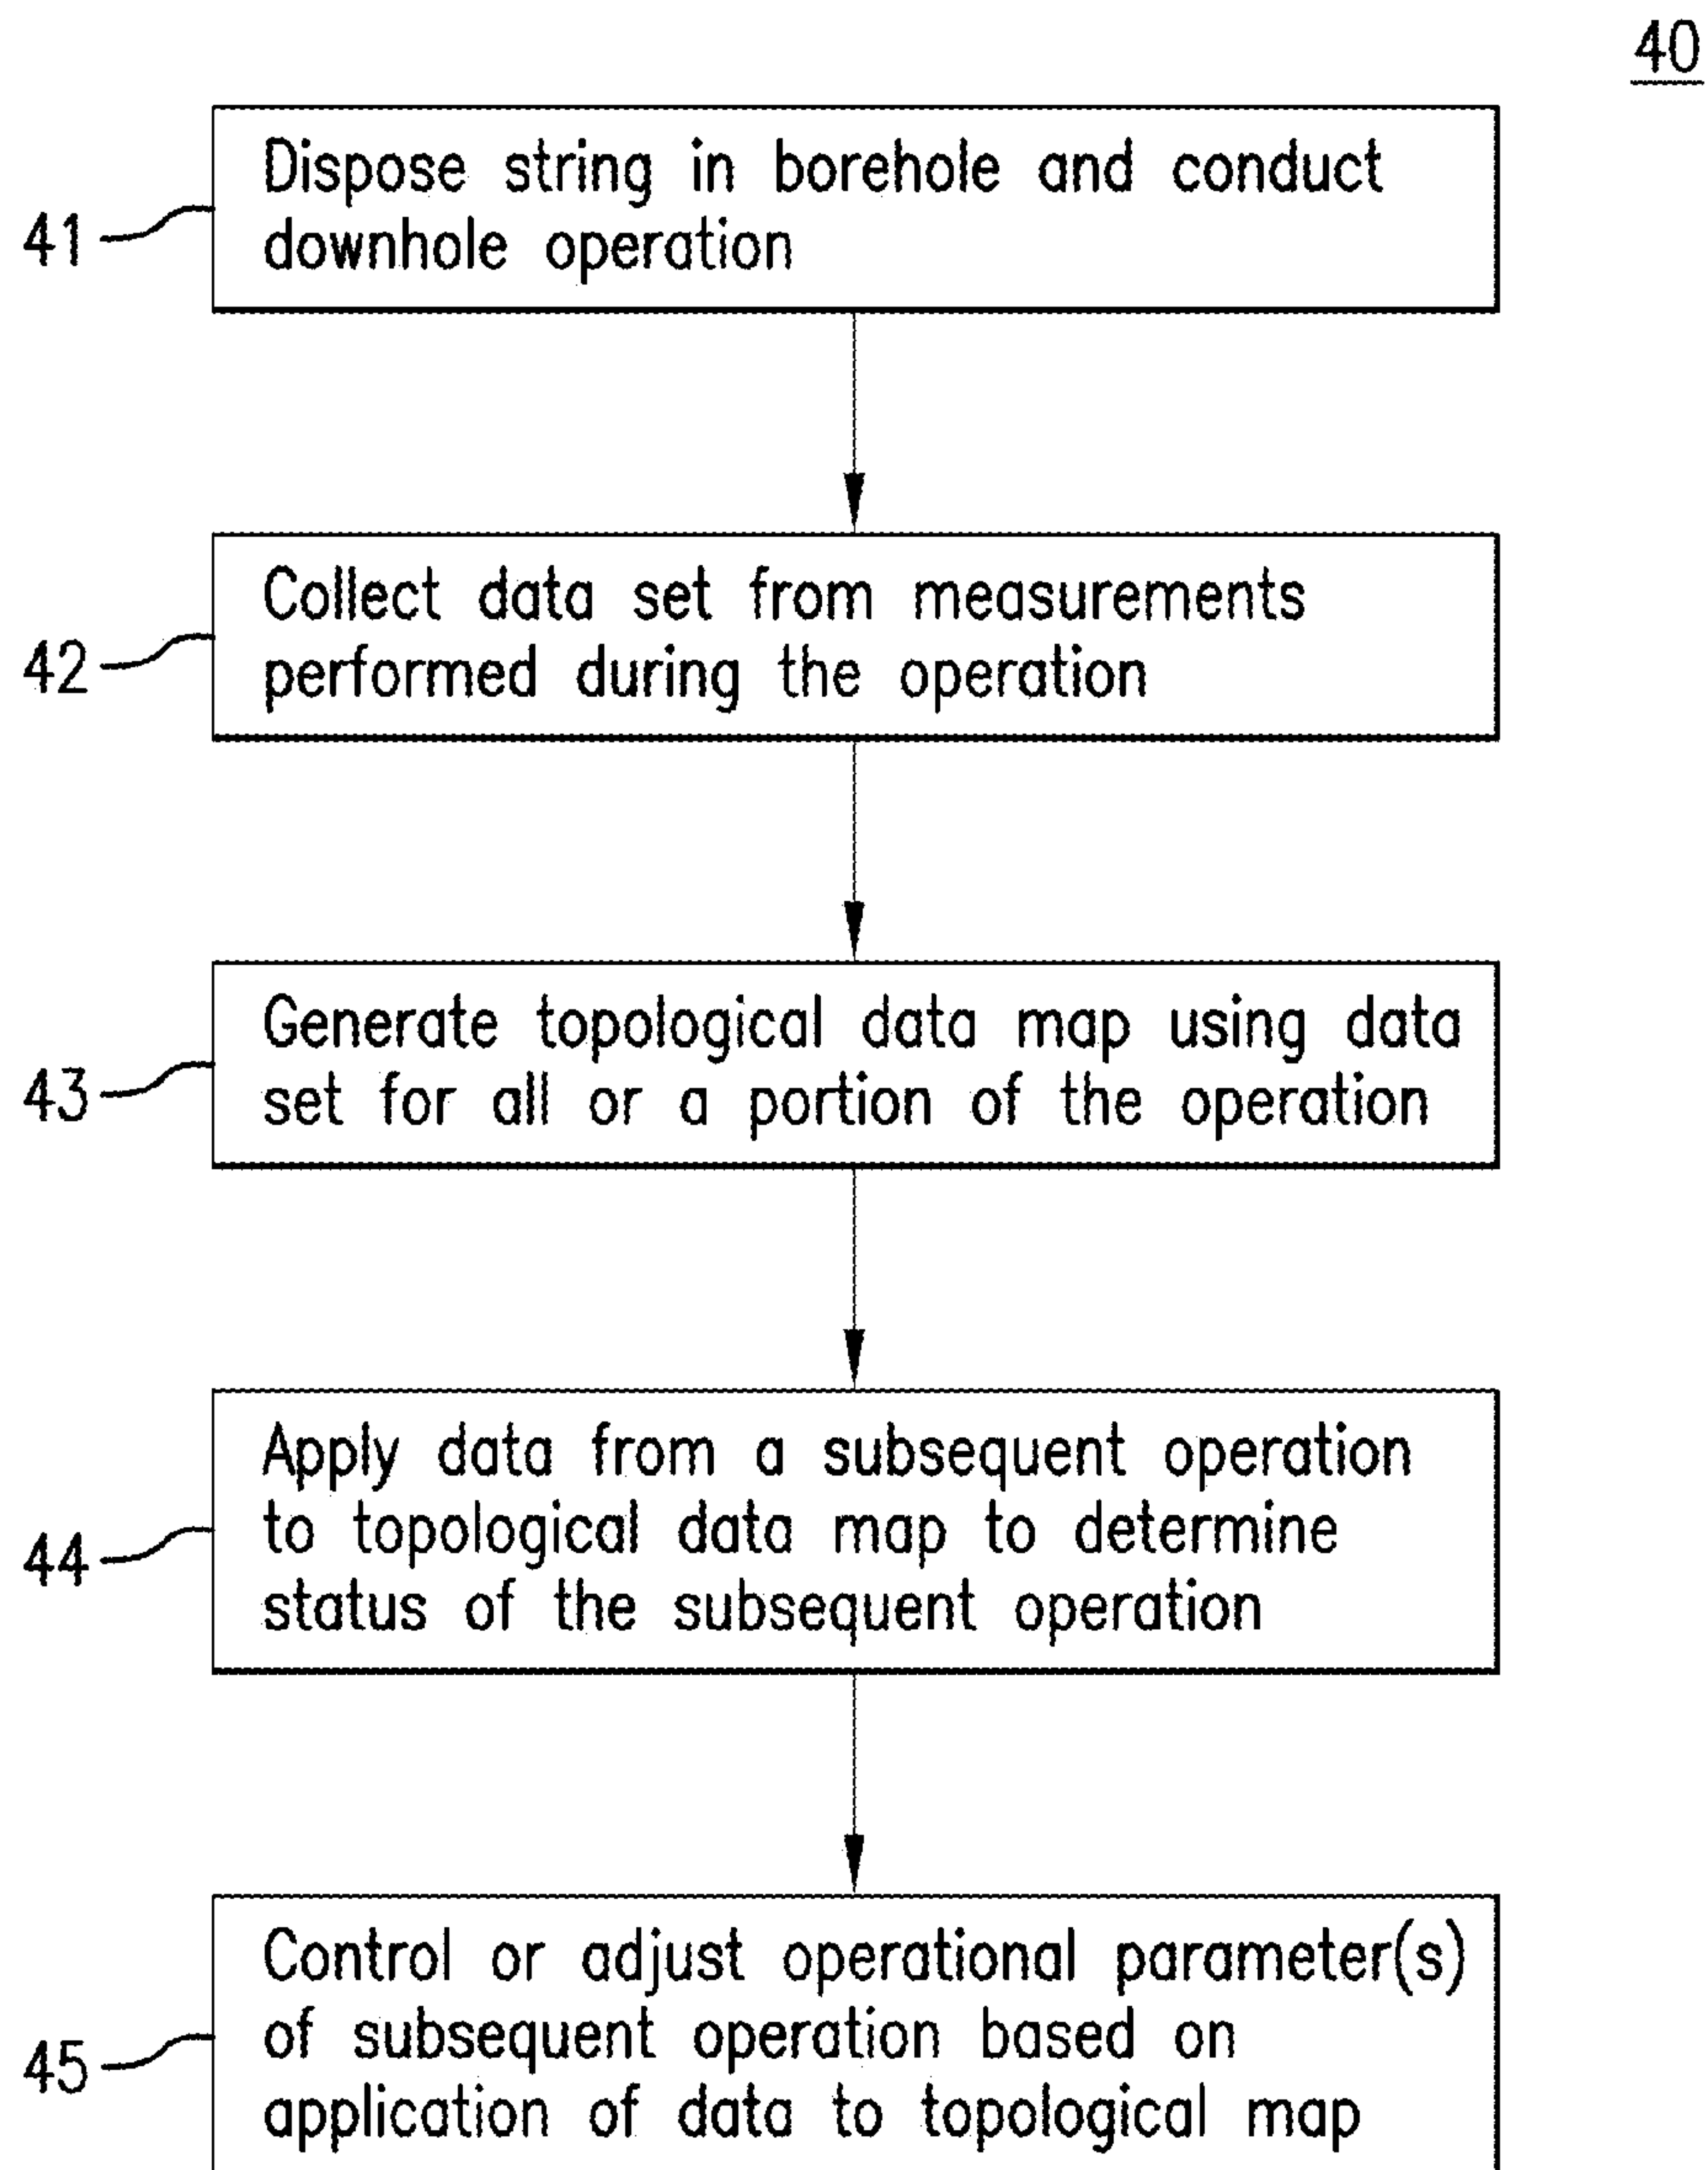 40
41
Dispose string in borehole and conduct
downhole operation
42
Collect data set from measurements
performed during the operation
43
Generate topological data map using data
set for all or a portion of the operation
44
Apply data from a subsequent operation
to topological data map to determine
status of the subsequent operation
45
Control or adjust operational parameter(s)
of subsequent operation based on
application of data to topological map